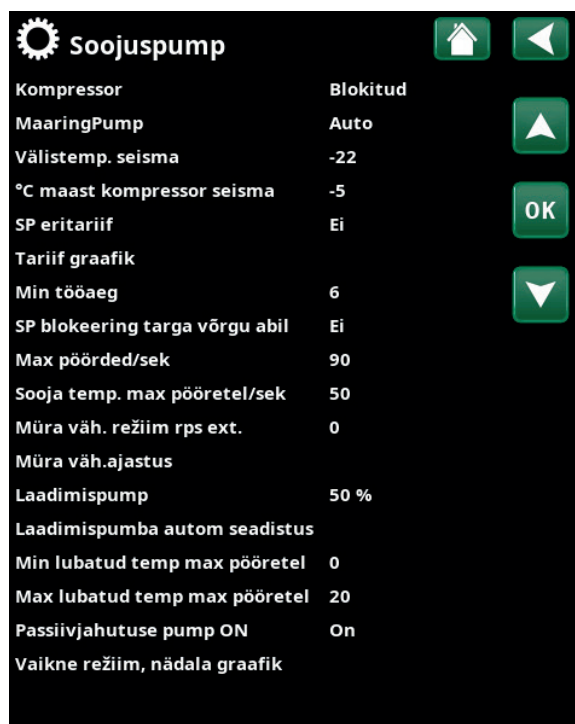 Soojuspump
Kompressor Blokitud
MaaringPump Auto
Välistemp. seisma -22
°C maast kompressor seisma -5
SP eritariif Ei
OK
Tariif graafik
Min tööaeg 6
SP blokeering targa võrgu abil Ei
Max pöörded/sek 90
Sooja temp. max pööretel/sek 50
Müra väh. režiim rps ext. 0
Müra väh.ajastus
Laadimispump 50 %
Laadimispumba autom seadistus
Min lubatud temp max pööretel 0
Max lubatud temp max pööretel 20
Passiivjahutuse pump ON On
Vaikne režiim, nädala graafik